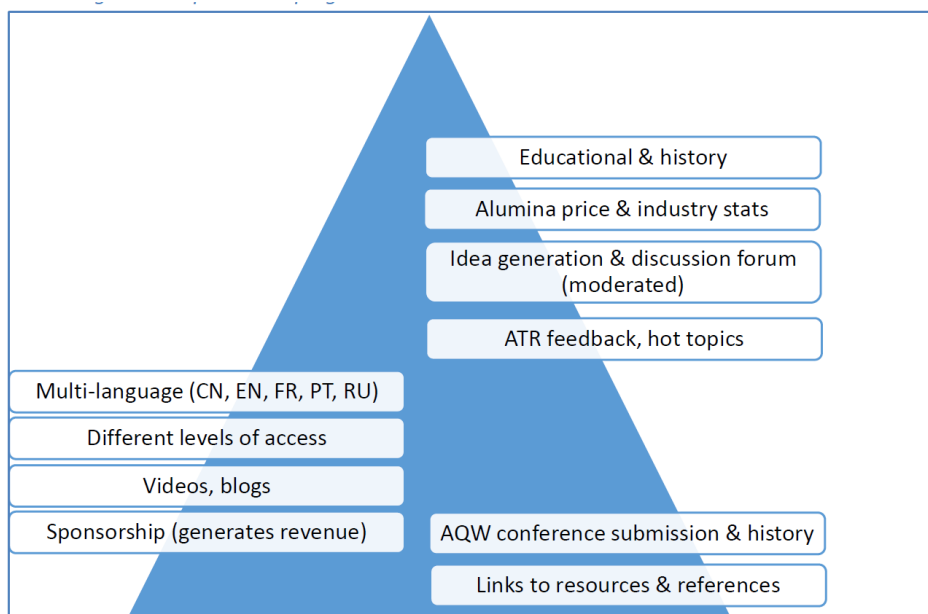 Educational & history
Alumina price & industry stats
Idea generation & discussion forum
(moderated)
ATR feedback, hot topics
Multi-language (CN, EN, FR, PT, RU)
Different levels of access
Videos, blogs
Sponsorship (generates revenue)
AQW conference submission & history
Links to resources & references